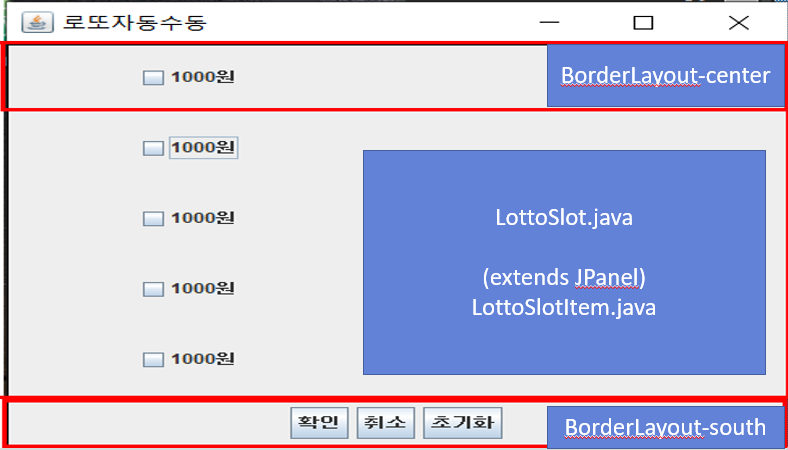 로또자동수동
1000원
BorderLayout-center
1000원
1000원
1000원
1000원
LottoSlot.java
(extends JPanel)
LottoSlotItem.java
확인 취소 초기화
BorderLayout-south